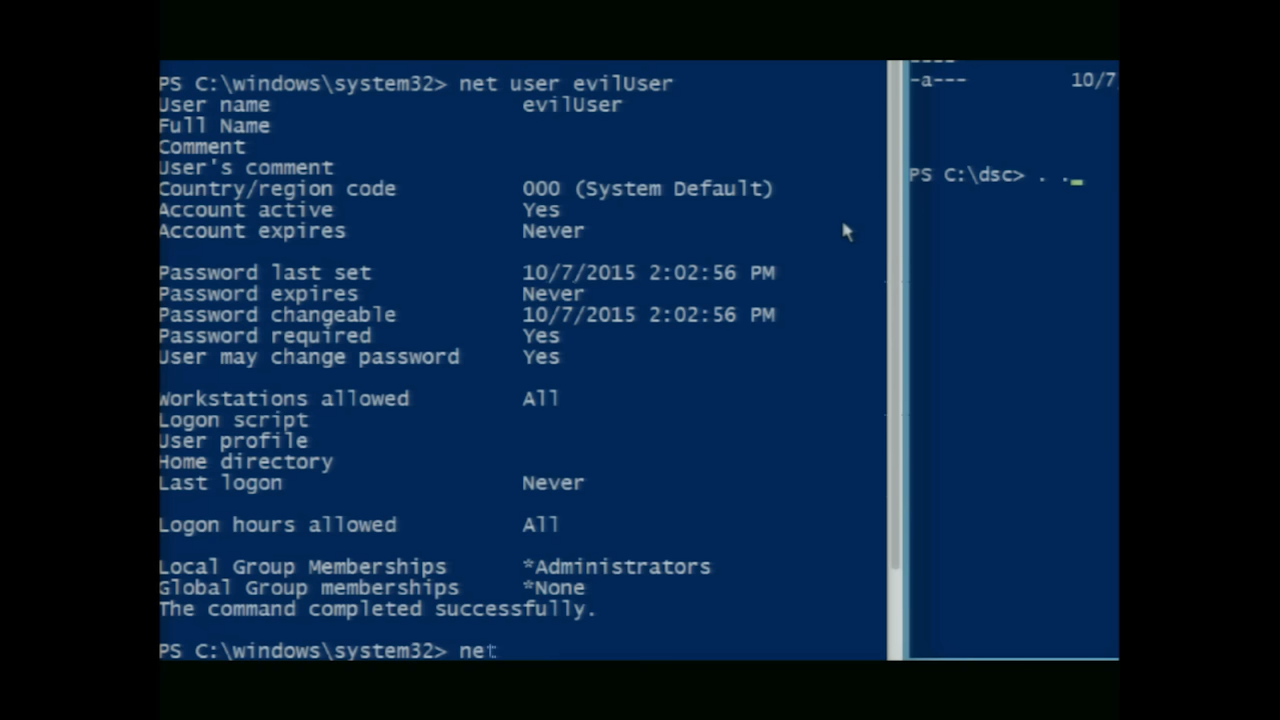 PS C:\windows\system32> net user evilUser
User name evilUser
Full Name
Comment
User's comment
Country/region code 000 (System Default)
Account active Yes
Account expires Never
Password last set 10/7/2015 2:02:56 PM
Password expires Never
Password changeable 10/7/2015 2:02:56 PM
Password required Yes
User may change password Yes
Workstations allowed All
Logon script
User profile
Home directory
Last logon Never
Logon hours allowed All
Local Group Memberships *Administrators
Global Group memberships *None
The command completed successfully.
PS C:\windows\system32> net
-a--- 10/7
PS C:\dsc> . ._